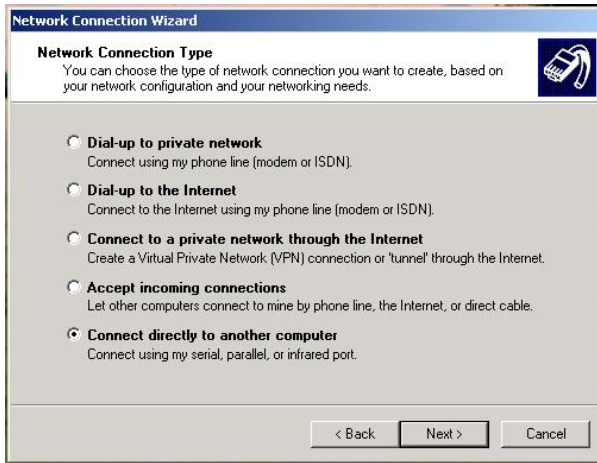 Network Connection Wizard
Network Connection Type
You can choose the type of network connection you want to create, based on
your network configuration and your networking needs.
Dial-up to private network
Connect using my phone line (modem or ISDN).
Dial-up to the Internet
Connect to the Internet using my phone line (modem or ISDN).
Connect to a private network through the Internet
Create a Virtual Private Network (VPN) connection or 'tunnel' through the Internet.
Accept incoming connections
Let other computers connect to mine by phone line, the Internet, or direct cable.
Connect directly to another computer
Connect using my serial, parallel, or infrared port.
< Back Next > Cancel